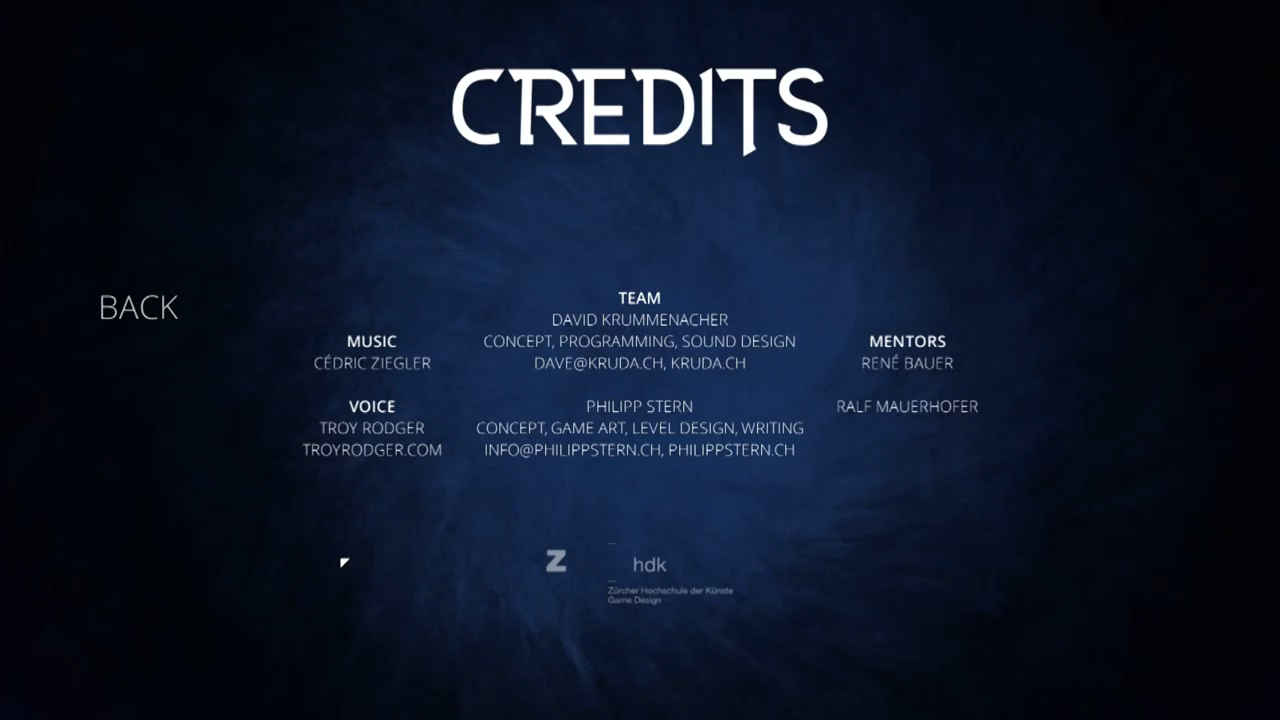 CREDITS
BACK
MUSIC
CÉDRIC ZIEGLER
VOICE
TROY RODGER
TROYRODGER.COM
TEAM
DAVID KRUMMENACHER
CONCEPT, PROGRAMMING, SOUND DESIGN
DAVE@KRUDA.CH, KRUDA.CH
PHILIPP STERN
CONCEPT, GAME ART, LEVEL DESIGN, WRITING
INFO@PHILIPPSTERN.CH, PHILIPPSTERN.CH
MENTORS
RENÉ BAUER
RALF MAUERHOFER
Z hdk
Zürcher Hochschule der Künste
Game Design